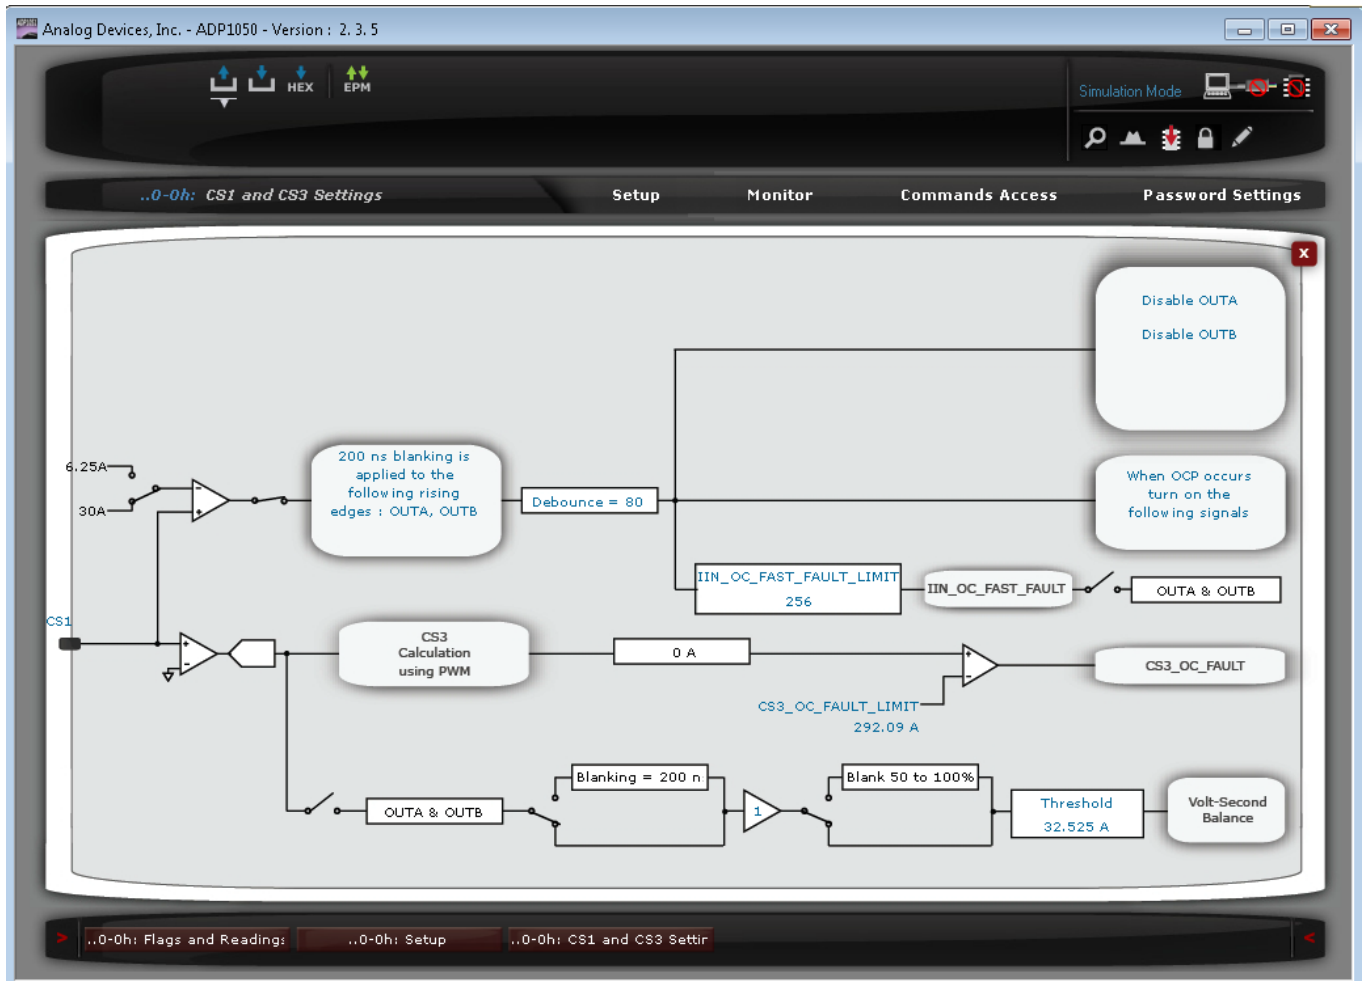 Analog Devices, Inc. - ADP1050 - Version : 2. 3. 5
HEX
EPM
Simulation Mode
..0-0h: CS1 and CS3 Settings
Setup
Monitor
Commands Access
Password Settings
x
Disable OUTA
Disable OUTB
6.25A
30A
200 ns blanking is
applied to the
following rising
edges : OUTA, OUTB
Debounce = 80
When OCP occurs
turn on the
following signals
IIN_OC_FAST_FAULT_LIMIT
256
IIN_OC_FAST_FAULT
OUTA & OUTB
CS1
CS3
Calculation
using PWM
0 A
CS3_OC_FAULT_LIMIT
292.09 A
CS3_OC_FAULT
OUTA & OUTB
Blanking = 200 n
1
Blank 50 to 100%
Threshold
32.525 A
Volt-Second
Balance
>
..0-0h: Flags and Readings
..0-0h: Setup
..0-0h: CS1 and CS3 Settir
<